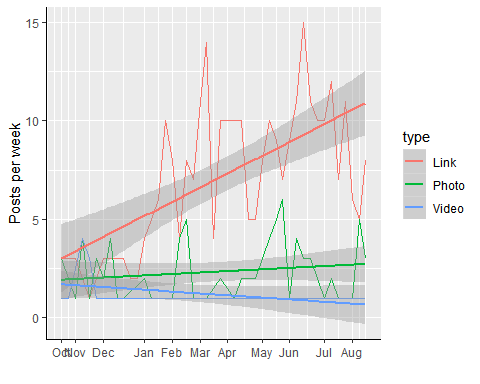 15
10
5
0
Posts per week
Oct Nov Dec Jan Feb Mar Apr May Jun Jul Aug
type
Link
Photo
Video